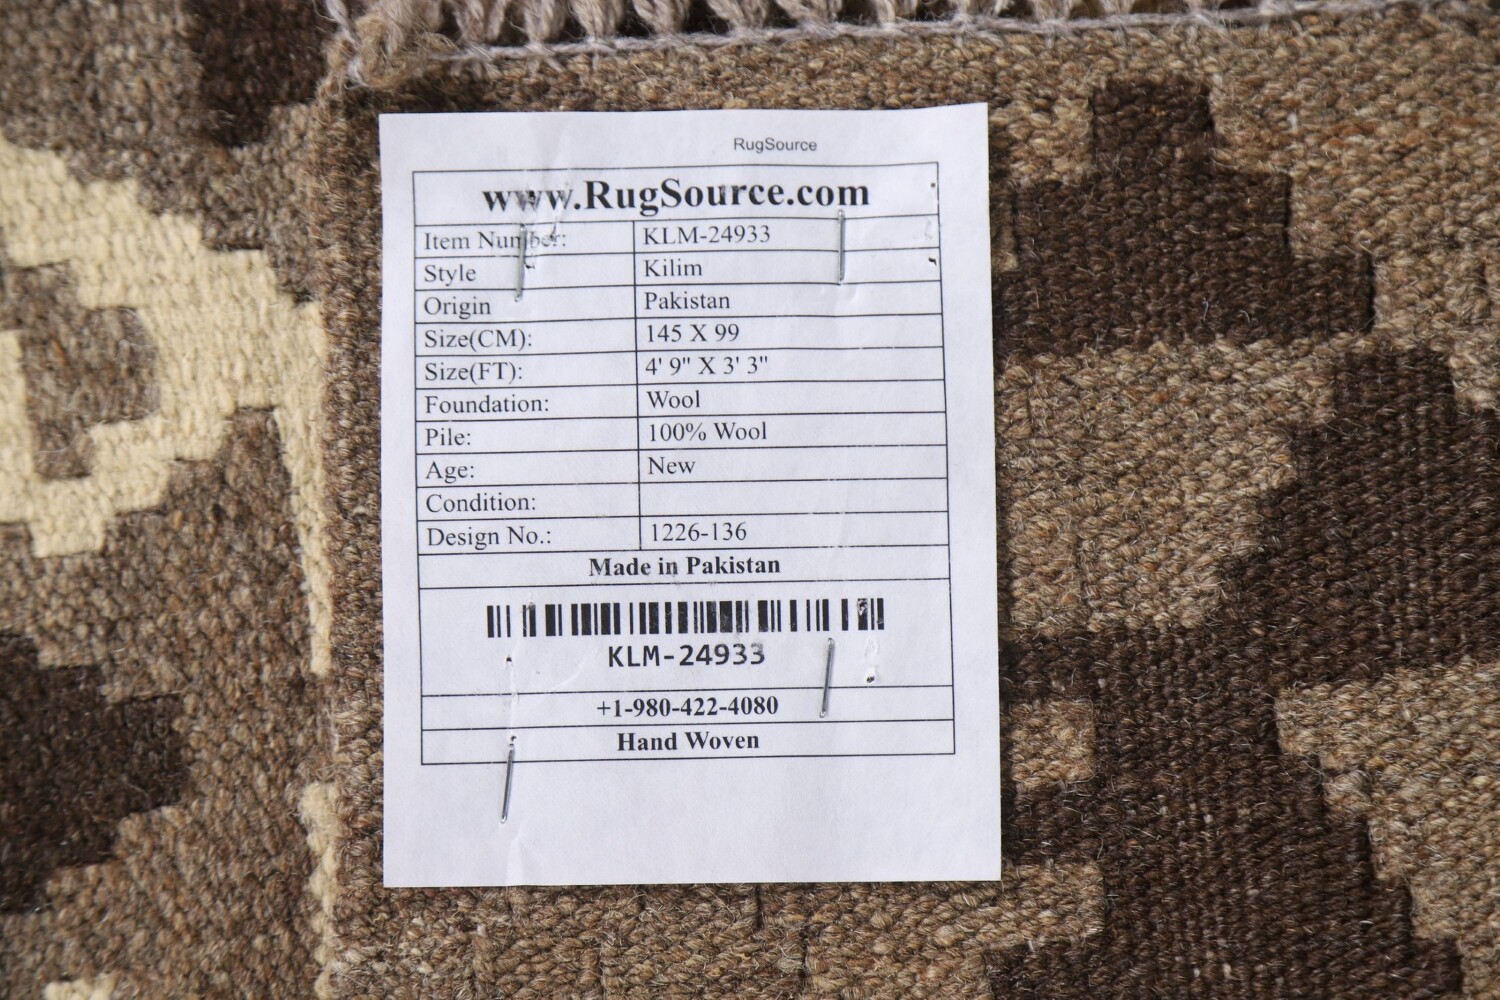 RugSource
www.RugSource.com
Item Number: KLM-24933
Style Kilim
Origin Pakistan
Size(CM): 145 X 99
Size(FT): 4' 9" X 3' 3"
Foundation: Wool
Pile: 100% Wool
Age: New
Condition:
Design No.: 1226-136
Made in Pakistan
KLM-24933
+1-980-422-4080
Hand Woven